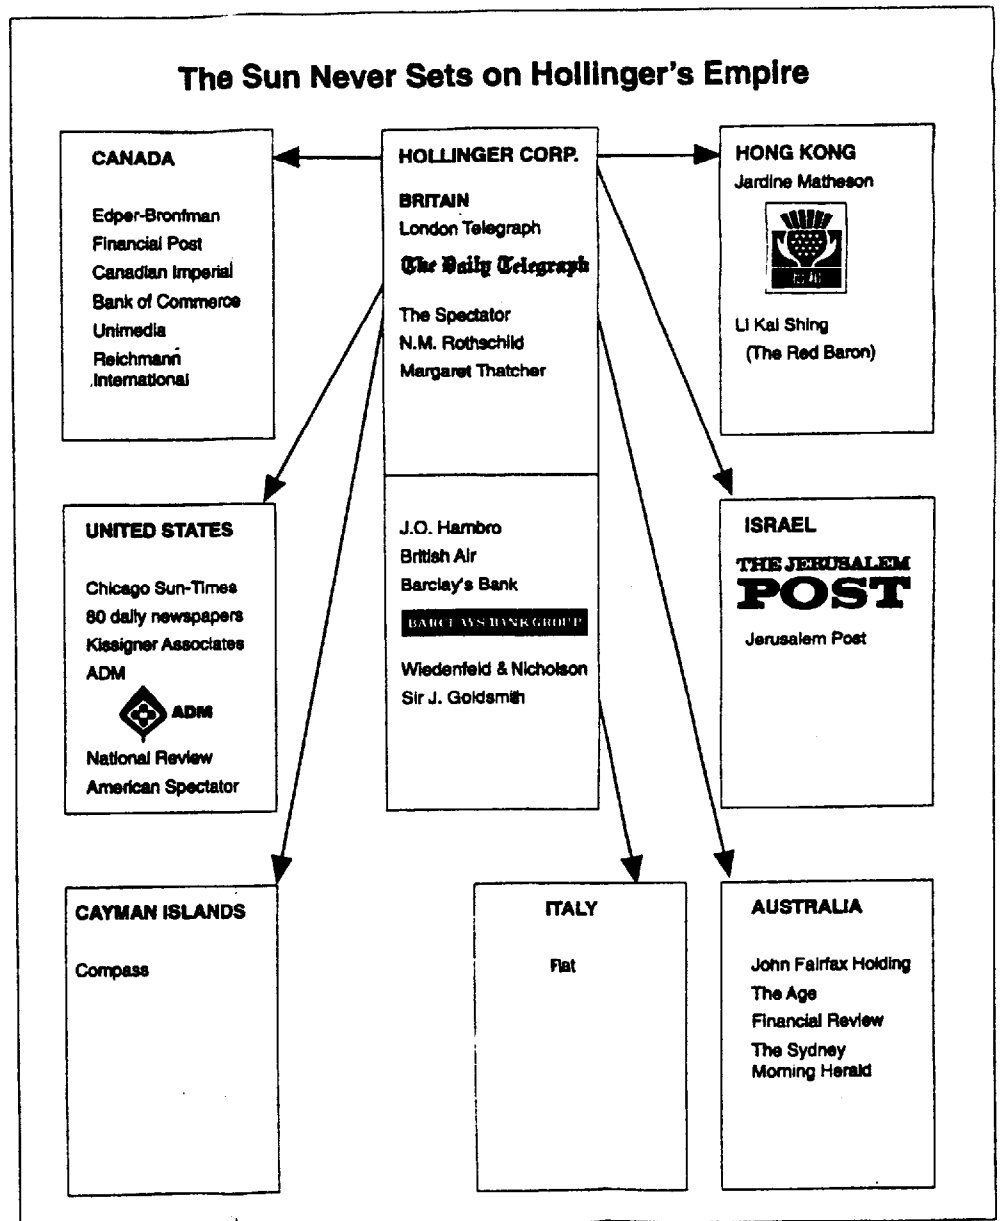 The Sun Never Sets on Hollinger's Empire
CANADA
Edper-Bronfman
Financial Post
Canadian Imperial
Bank of Commerce
Unimedia
Reichmann
International
HOLLINGER CORP.
BRITAIN
London Telegraph
The Daily Telegraph
The Spectator
N.M. Rothschild
Margaret Thatcher
J.O. Hambro
British Air
Barclay's Bank
BARCLAYS BANK GROUP
Wiedenfeld & Nicholson
Sir J. Goldsmith
HONG KONG
Jardine Matheson
Li Kai Shing
(The Red Baron)
UNITED STATES
Chicago Sun-Times
80 daily newspapers
Kissigner Associates
ADM
ADM
National Review
American Spectator
ISRAEL
THE JERUSALEM
POST
Jerusalem Post
CAYMAN ISLANDS
Compass
ITALY
Fiat
AUSTRALIA
John Fairfax Holding
The Age
Financial Review
The Sydney
Morning Herald